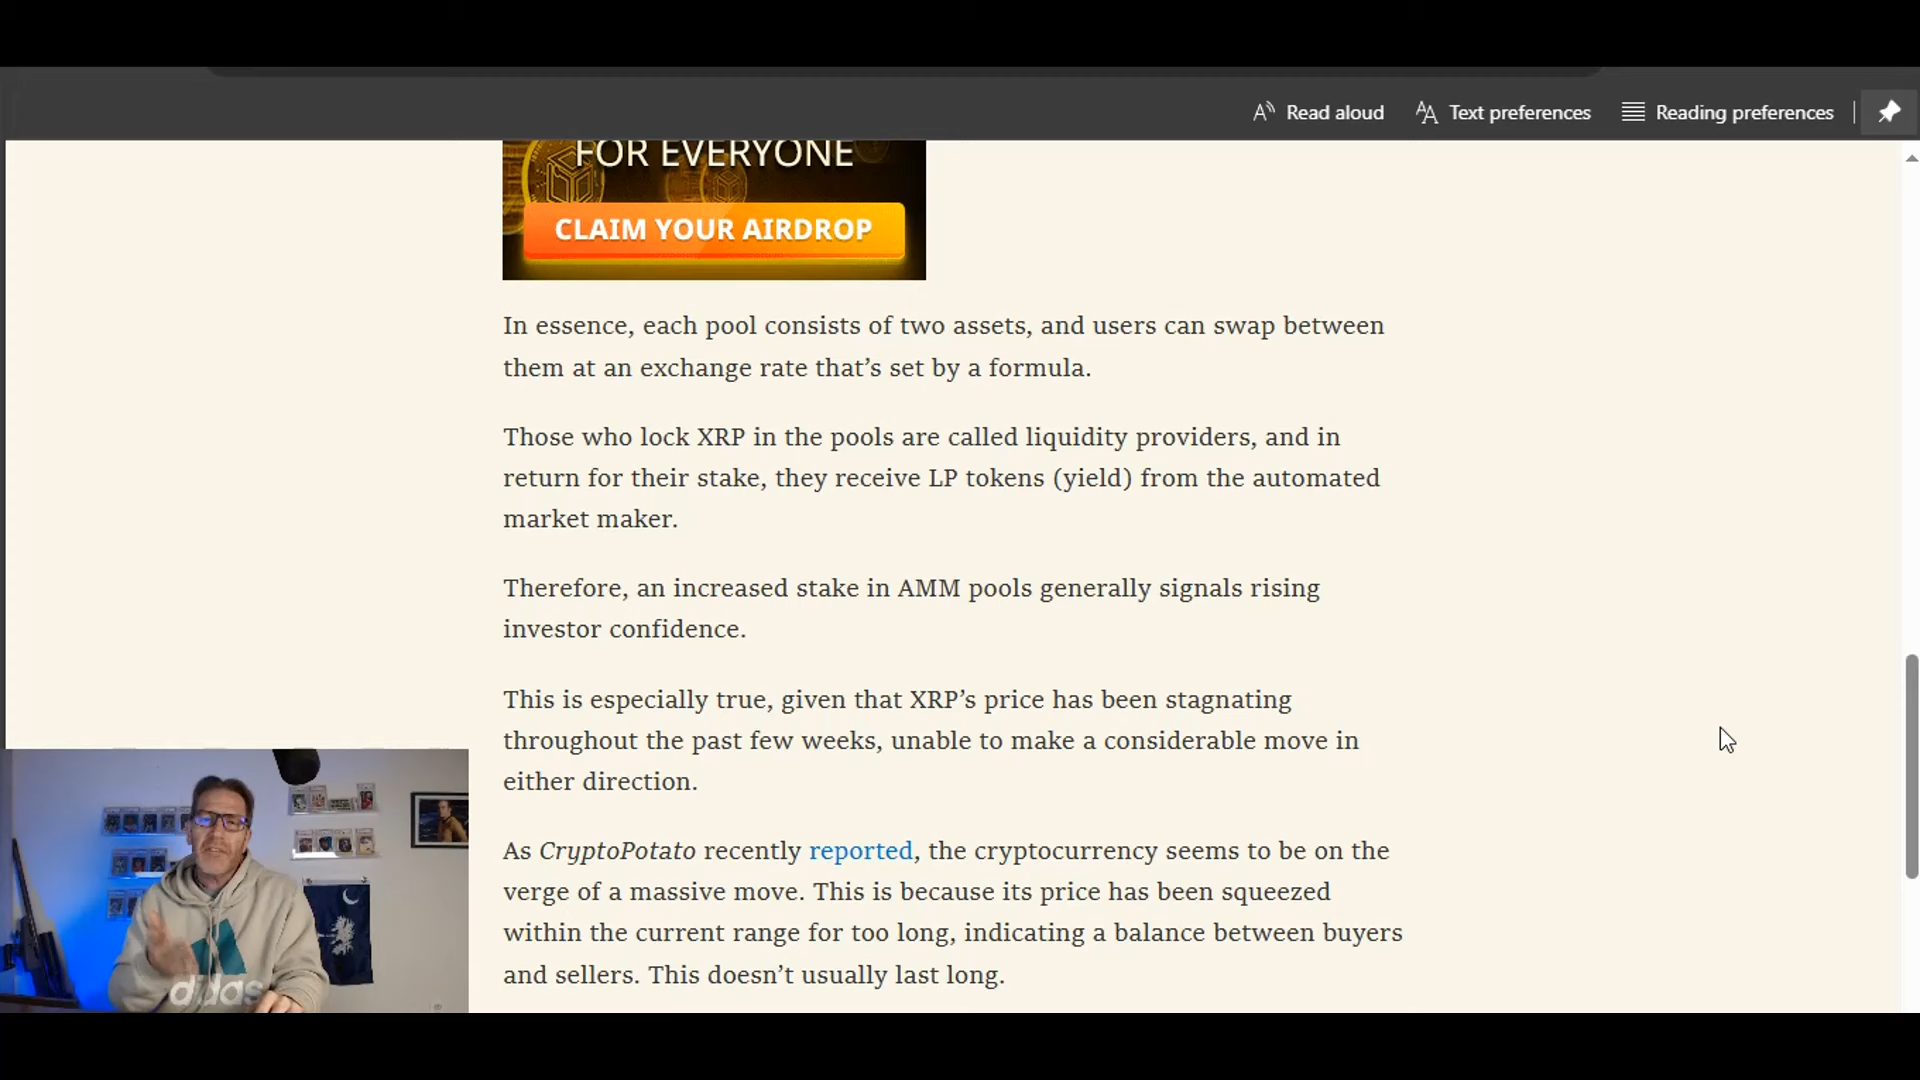 Read aloud
Text preferences
Reading preferences
FOR EVERYONE
CLAIM YOUR AIRDROP
In essence, each pool consists of two assets, and users can swap between
them at an exchange rate that’s set by a formula.
Those who lock XRP in the pools are called liquidity providers, and in
return for their stake, they receive LP tokens (yield) from the automated
market maker.
Therefore, an increased stake in AMM pools generally signals rising
investor confidence.
This is especially true, given that XRP’s price has been stagnating
throughout the past few weeks, unable to make a considerable move in
either direction.
As CryptoPotato recently reported, the cryptocurrency seems to be on the
verge of a massive move. This is because its price has been squeezed
within the current range for too long, indicating a balance between buyers
and sellers. This doesn’t usually last long.